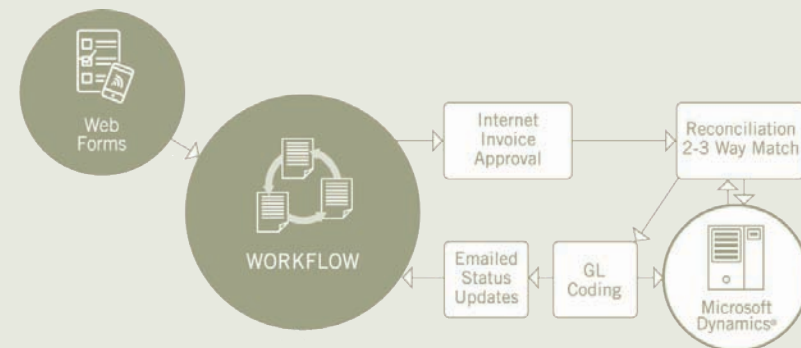 Web
Forms
WORKFLOW
Internet
Invoice
Approval
Reconciliation
2-3 Way Match
Emailed
Status
Updates
GL
Coding
Microsoft
Dynamics®